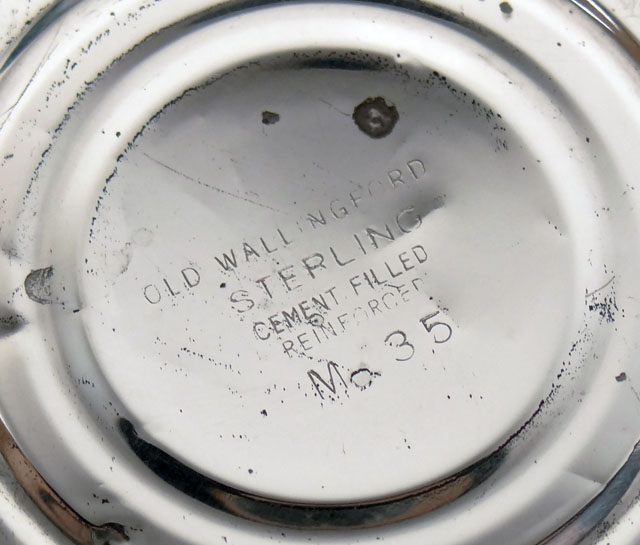 OLD WALLINGFORD
STERLING
CEMENT FILLED
REINFORCED
No 35